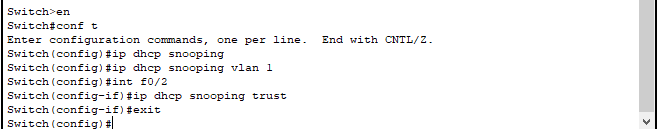 Switch>en
Switch#conf t
Enter configuration commands, one per line.  End with CNTL/Z.
Switch(config)#ip dhcp snooping
Switch(config)#ip dhcp snooping vlan 1
Switch(config)#int f0/2
Switch(config-if)#ip dhcp snooping trust
Switch(config-if)#exit
Switch(config)#